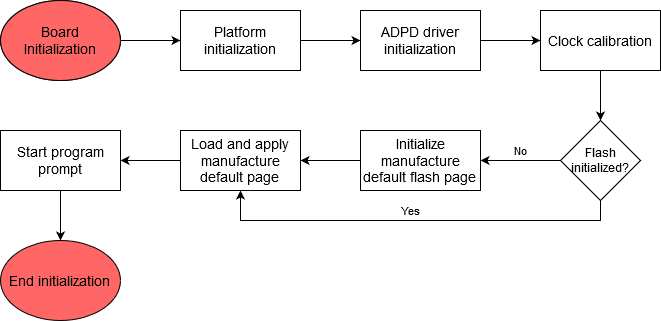 Board
Initialization
Platform
initialization
ADPD driver
initialization
Clock calibration
Flash
initialized?
No
Initialize
manufacture
default flash page
Load and apply
manufacture
default page
Start program
prompt
Yes
End initialization